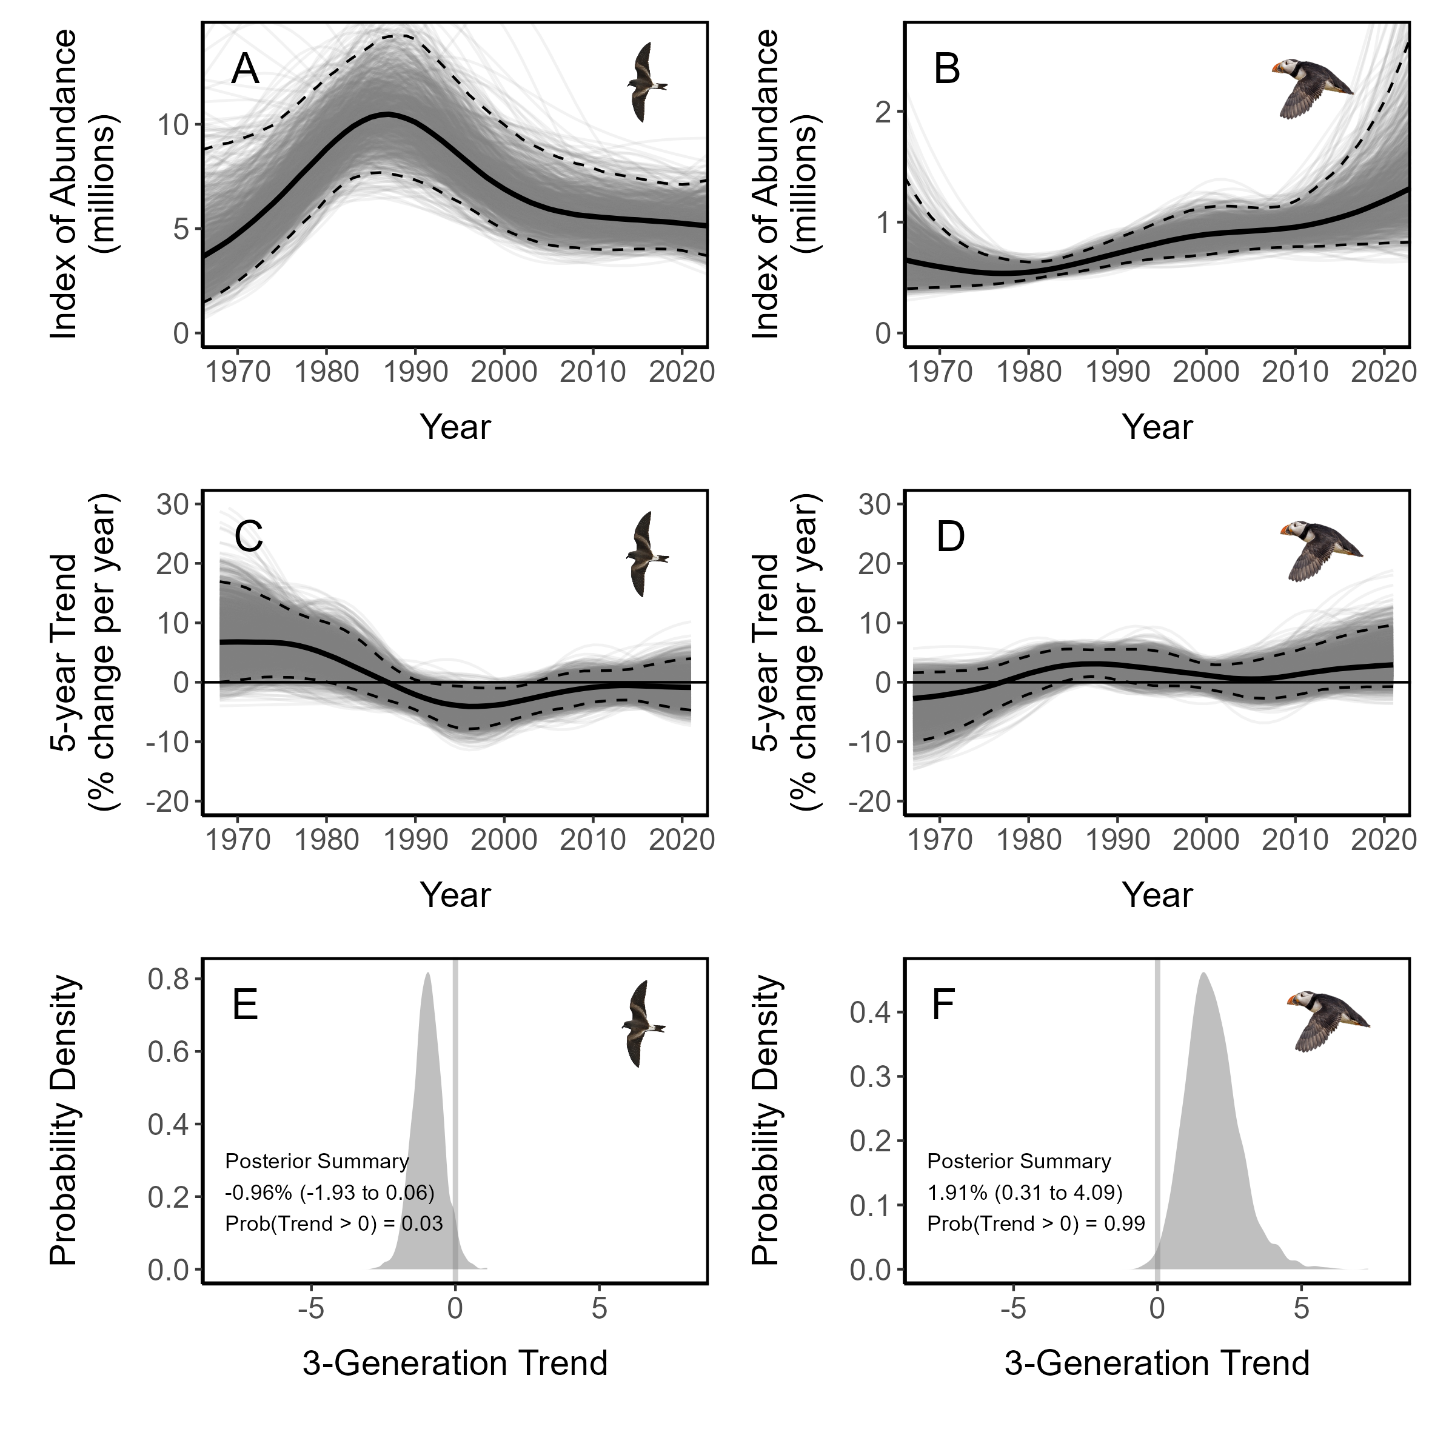 A
Index of Abundance
(millions)
10
5
0
1970 1980 1990 2000 2010 2020
Year
B
Index of Abundance
(millions)
2
1
0
1970 1980 1990 2000 2010 2020
Year
C
5-year Trend
(% change per year)
30
20
10
0
-10
-20
1970 1980 1990 2000 2010 2020
Year
D
5-year Trend
(% change per year)
30
20
10
0
-10
-20
1970 1980 1990 2000 2010 2020
Year
E
Probability Density
0.8
0.6
0.4
0.2
0.0
Posterior Summary
-0.96% (-1.93 to 0.06)
Prob(Trend > 0) = 0.03
-5 0 5
3-Generation Trend
F
Probability Density
0.4
0.3
0.2
0.1
0.0
Posterior Summary
1.91% (0.31 to 4.09)
Prob(Trend > 0) = 0.99
-5 0 5
3-Generation Trend